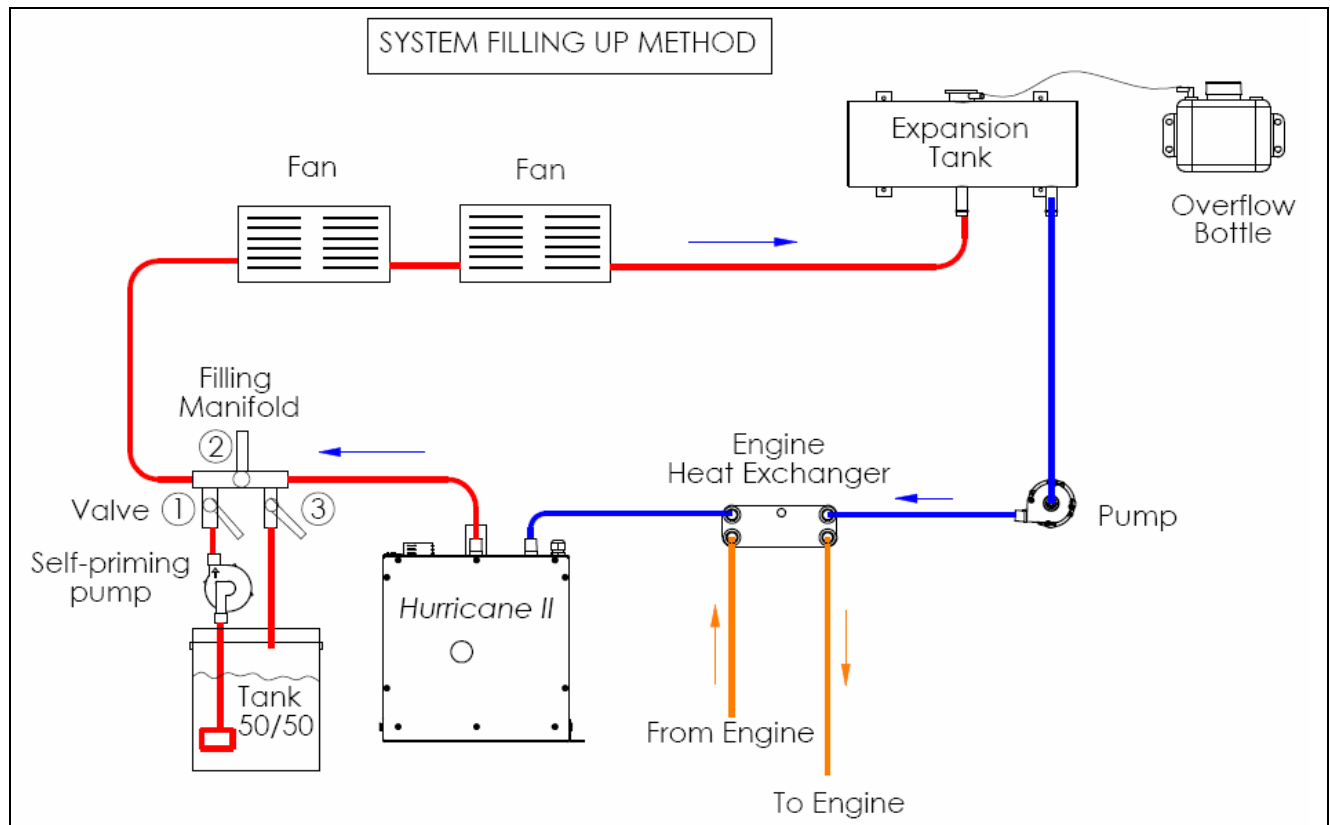 SYSTEM FILLING UP METHOD
Expansion
Tank
Overflow
Bottle
Fan
Fan
Filling
Manifold
②
Valve ①
③
Self-priming
pump
Tank
50/50
Hurricane II
Engine
Heat Exchanger
Pump
From Engine
To Engine